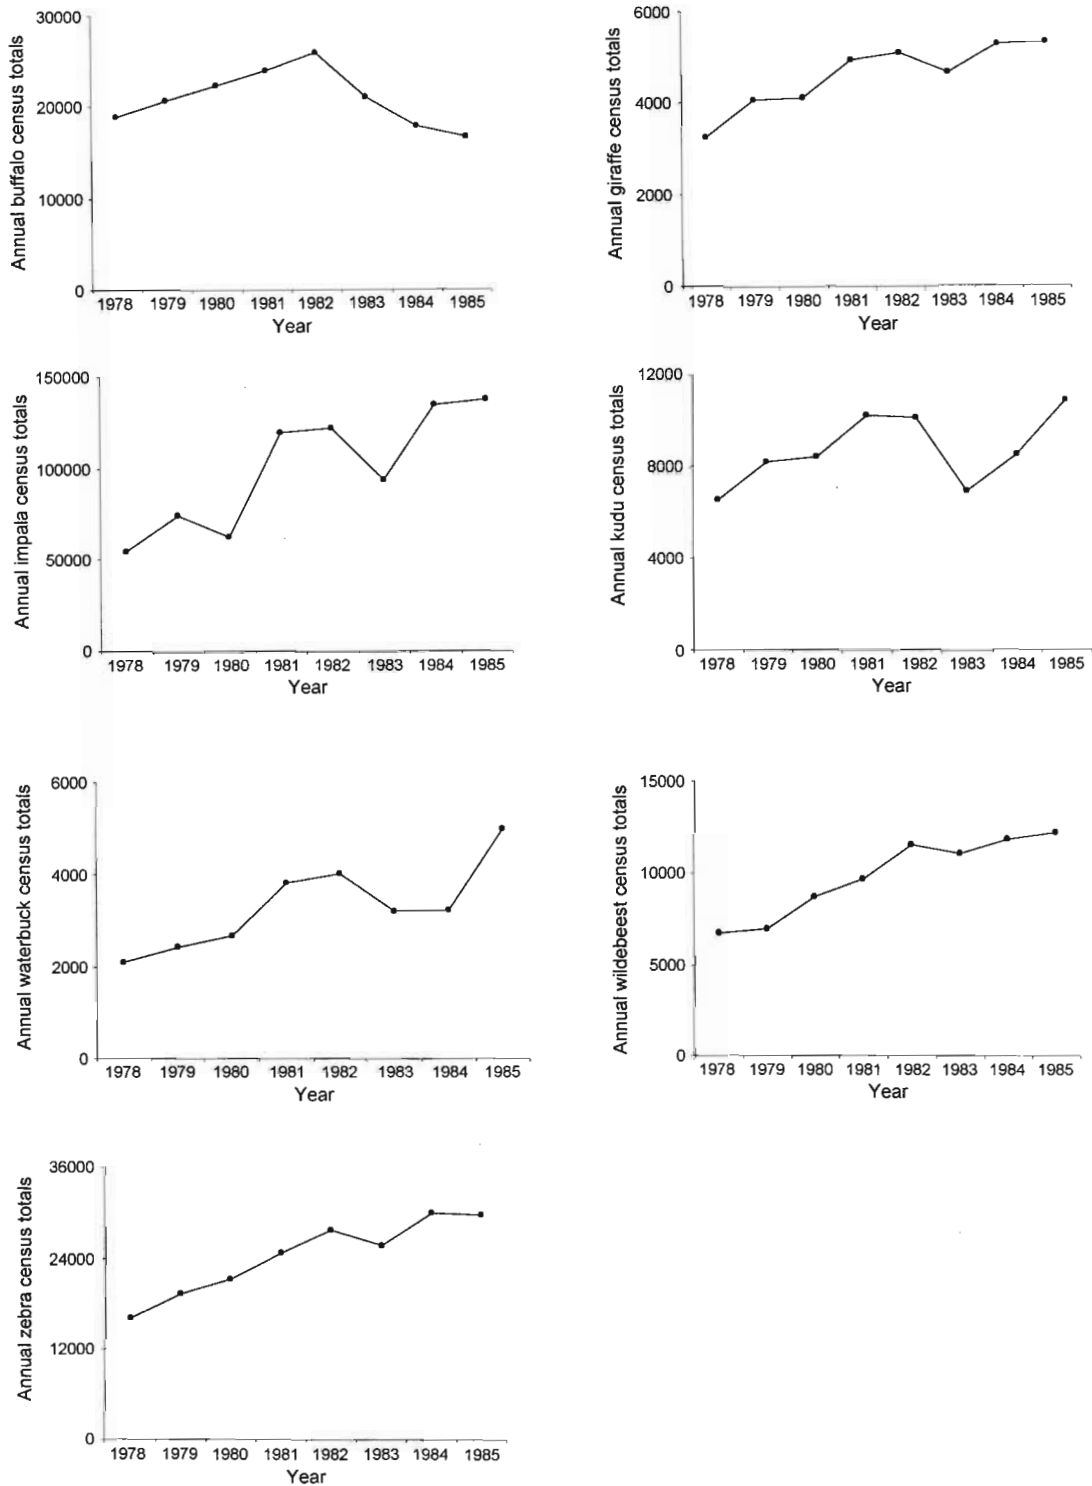 Annual buffalo census totals
30000
20000
10000
0
1978 1979 1980 1981 1982 1983 1984 1985
Year
Annual giraffe census totals
6000
4000
2000
0
1978 1979 1980 1981 1982 1983 1984 1985
Year
Annual impala census totals
150000
100000
50000
0
1978 1979 1980 1981 1982 1983 1984 1985
Year
Annual kudu census totals
12000
8000
4000
0
1978 1979 1980 1981 1982 1983 1984 1985
Year
Annual waterbuck census totals
6000
4000
2000
0
1978 1979 1980 1981 1982 1983 1984 1985
Year
Annual wildebeest census totals
15000
10000
5000
0
1978 1979 1980 1981 1982 1983 1984 1985
Year
Annual zebra census totals
36000
24000
12000
0
1978 1979 1980 1981 1982 1983 1984 1985
Year